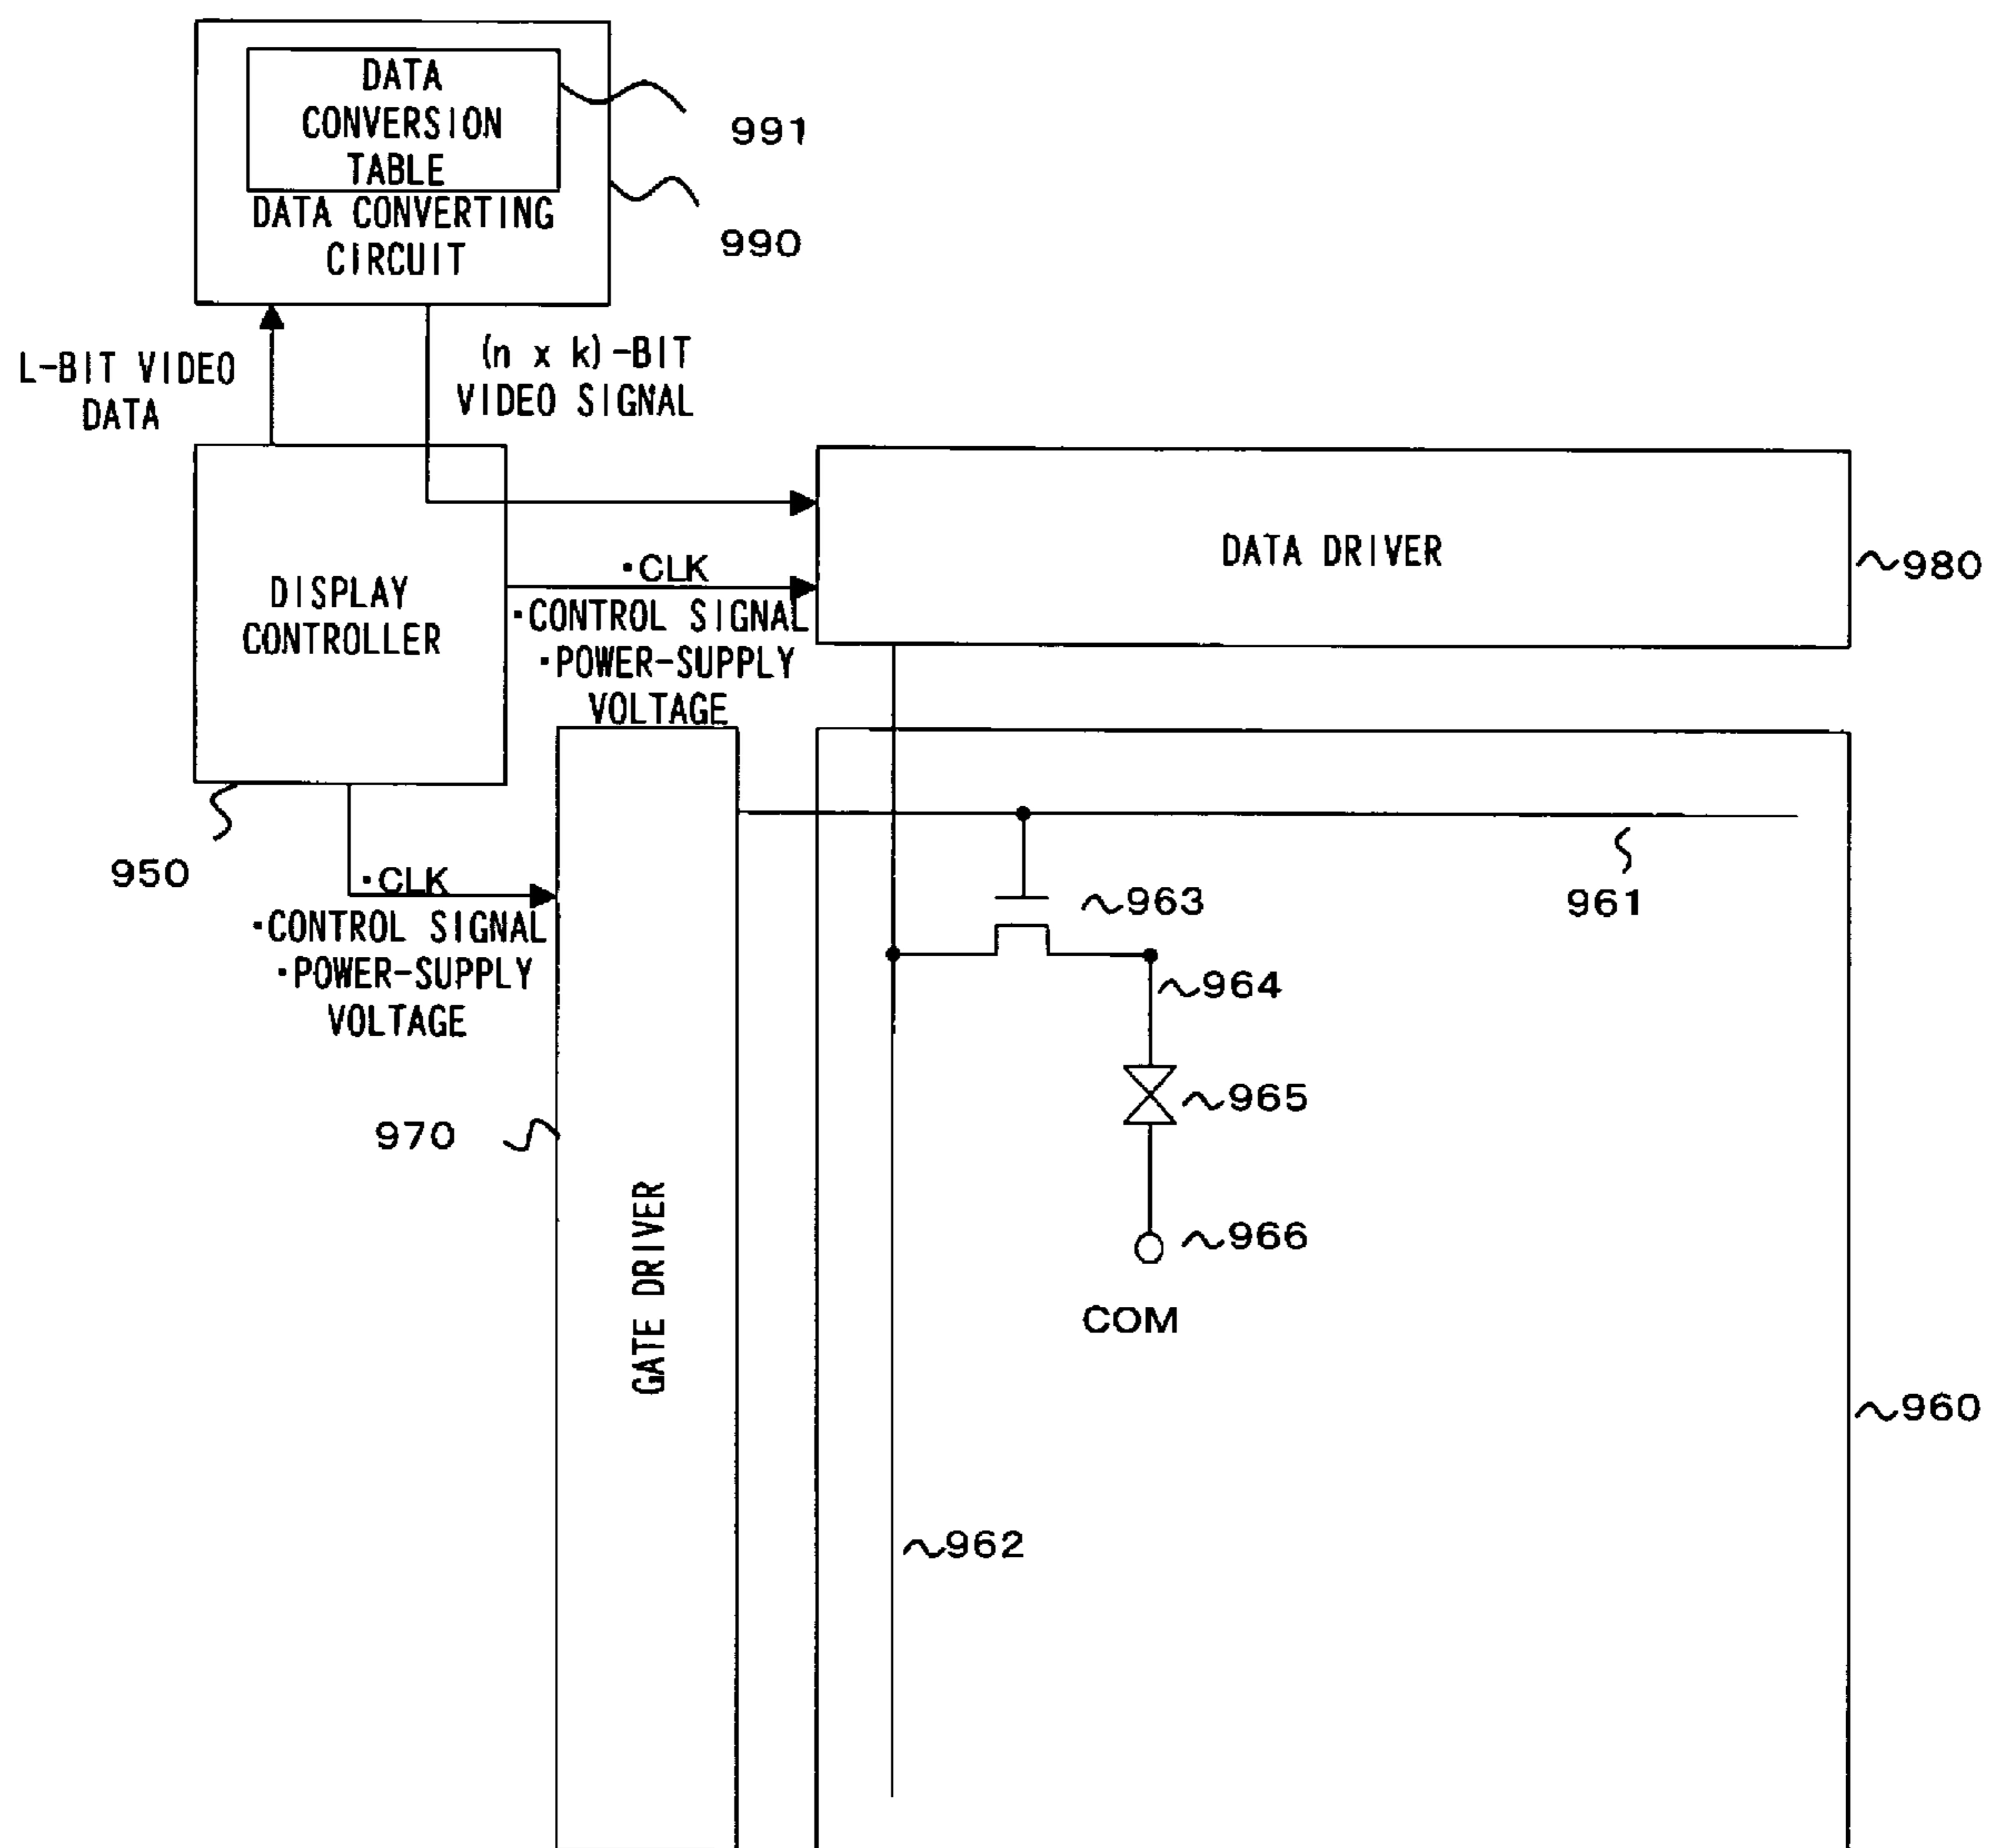 DATA
CONVERSION
TABLE
991
DATA CONVERTING
CIRCUIT
990
L-BIT VIDEO
DATA
(n x k)-BIT
VIDEO SIGNAL
DATA DRIVER
980
DISPLAY
CONTROLLER
•CLK
•CONTROL SIGNAL
•POWER-SUPPLY
VOLTAGE
950
•CLK
•CONTROL SIGNAL
•POWER-SUPPLY
VOLTAGE
961
963
964
965
970
966
GATE DRIVER
COM
960
962